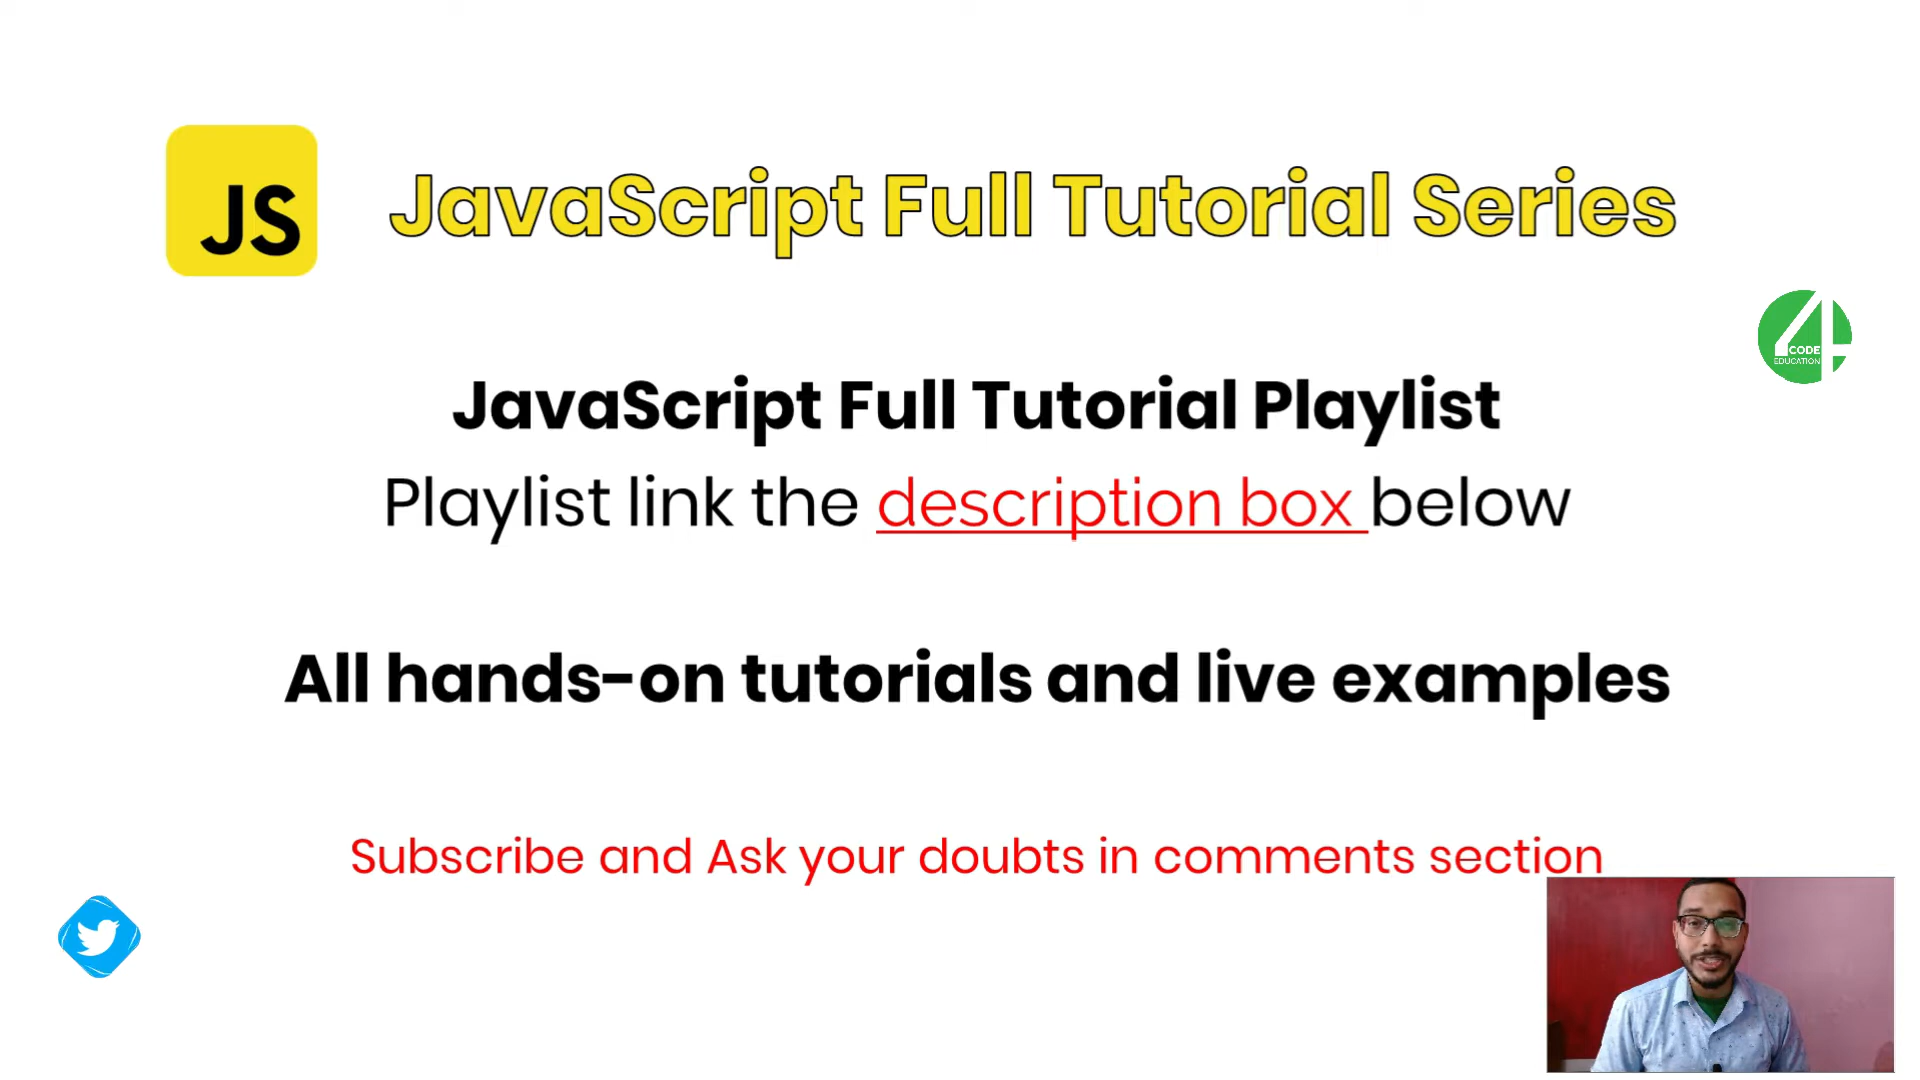 JS
JavaScript Full Tutorial Series
4
CODE
EDUCATION
JavaScript Full Tutorial Playlist
Playlist link the description box below
All hands-on tutorials and live examples
Subscribe and Ask your doubts in comments section